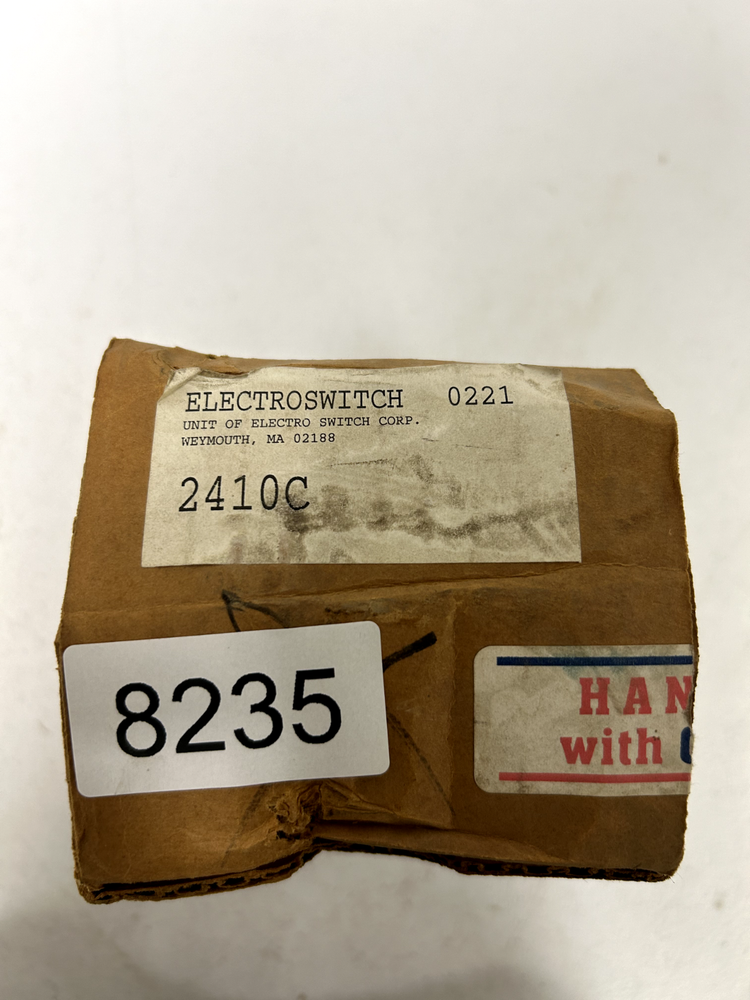 ELECTROSWITCH 0221
UNIT OF ELECTRO SWITCH CORP.
WEYMOUTH, MA 02188
2410C
8235
HAN
with